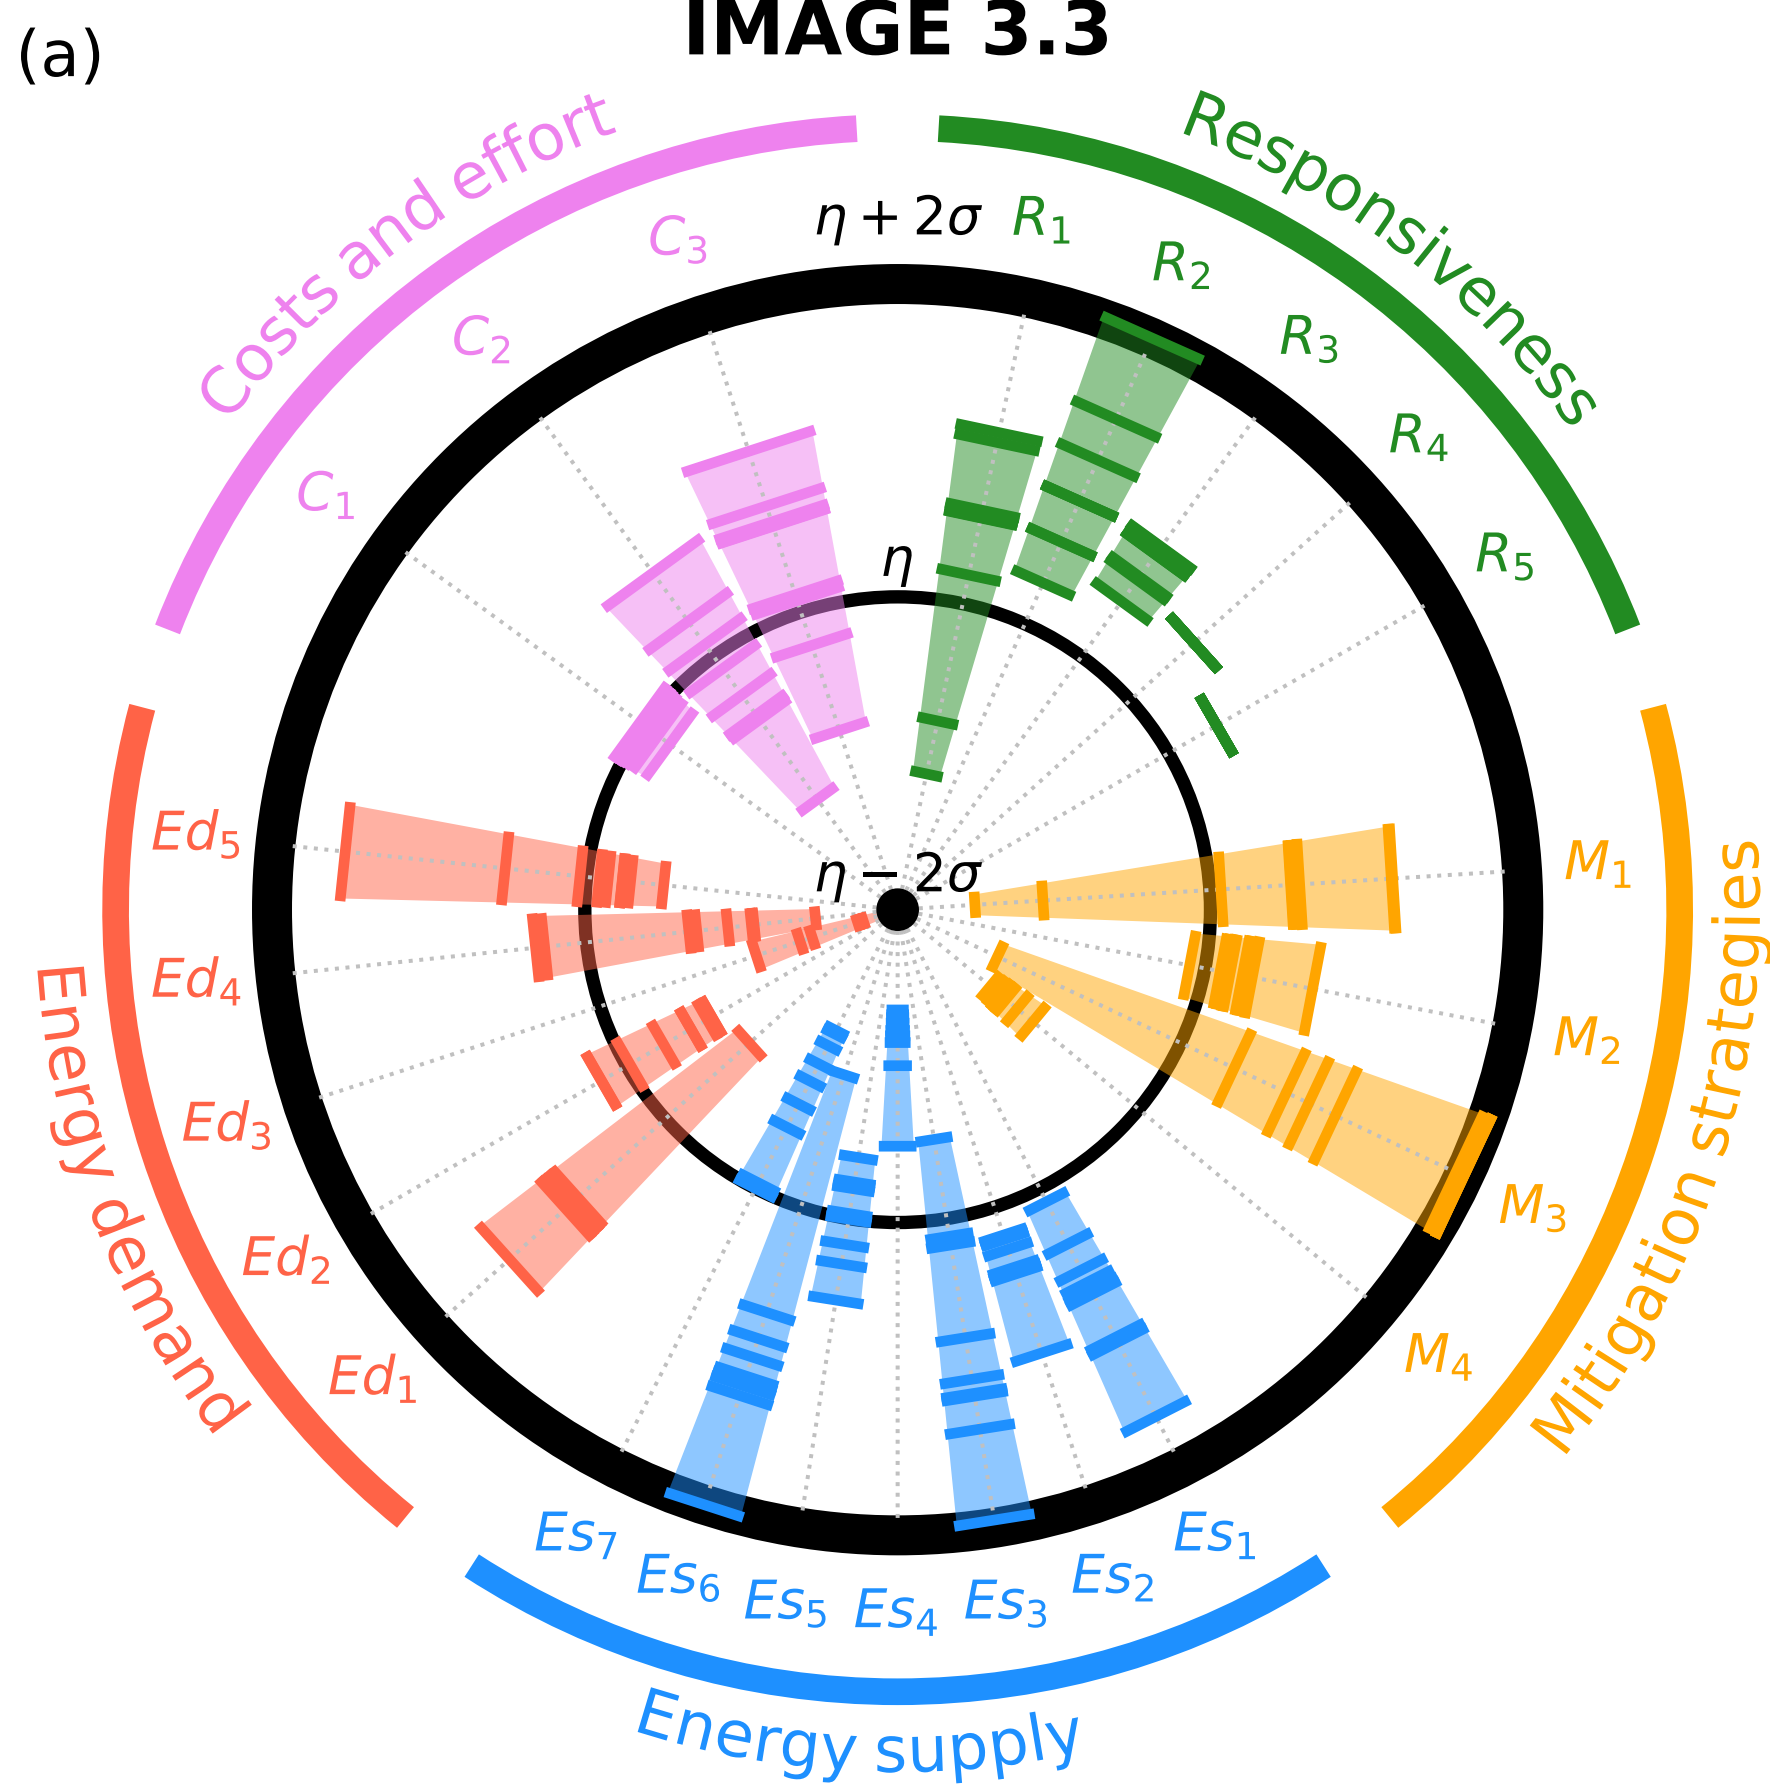 IMAGE 3.3
(a)
Costs and effort
Responsiveness
η + 2σ
R1
R2
R3
R4
R5
C3
C2
C1
η
η − 2σ
Ed5
Ed4
Ed3
Ed2
Ed1
Energy demand
M1
M2
M3
M4
Mitigation strategies
Es7
Es6
Es5
Es4
Es3
Es2
Es1
Energy supply